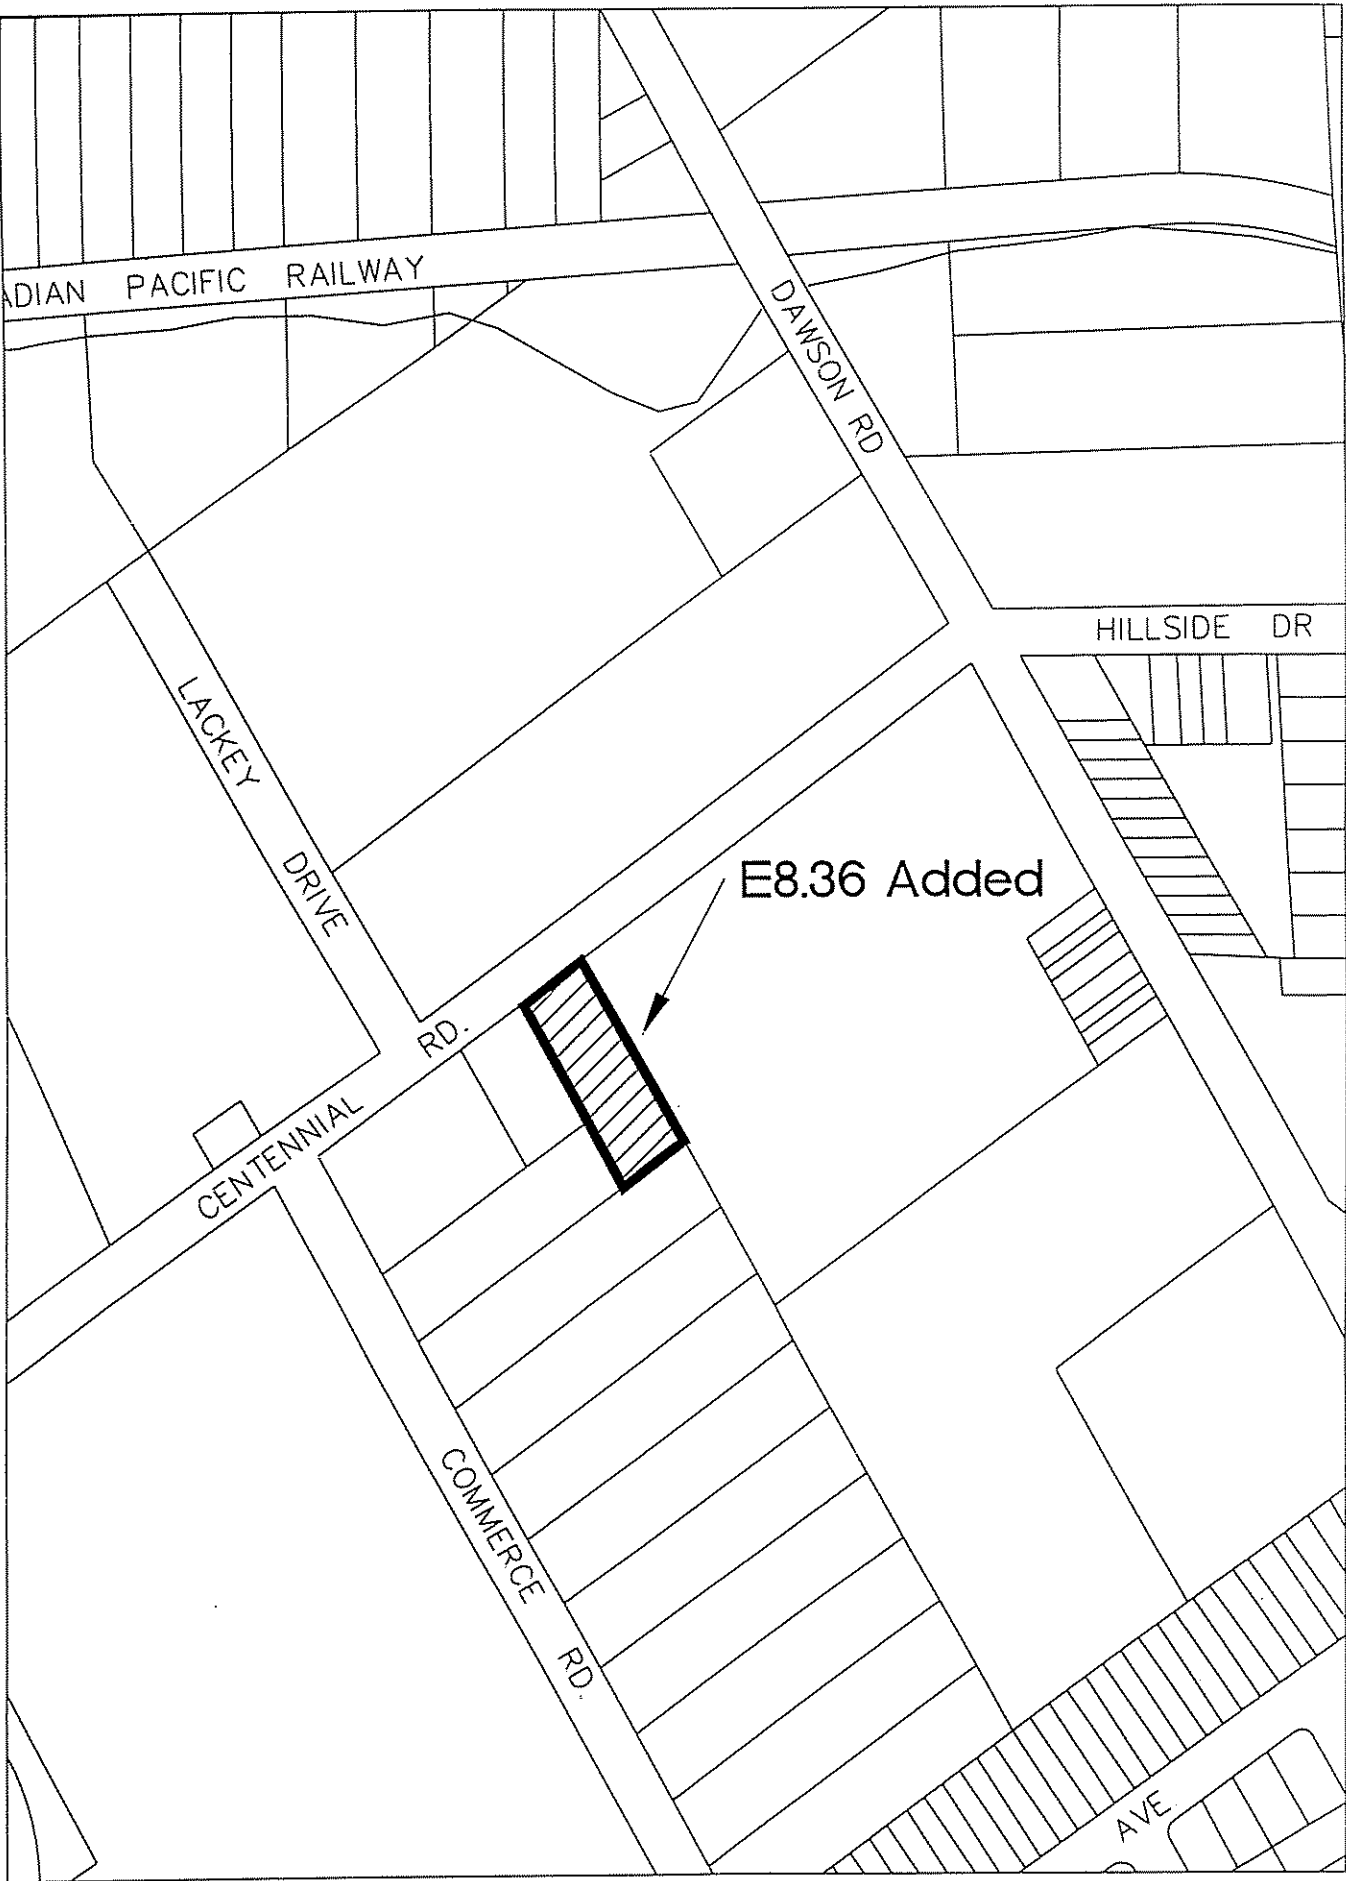 ADIAN PACIFIC RAILWAY
DAWSON RD
HILLSIDE DR
LACKEY DRIVE
E8.36 Added
CENTENNIAL RD.
COMMERCE RD.
AVE.